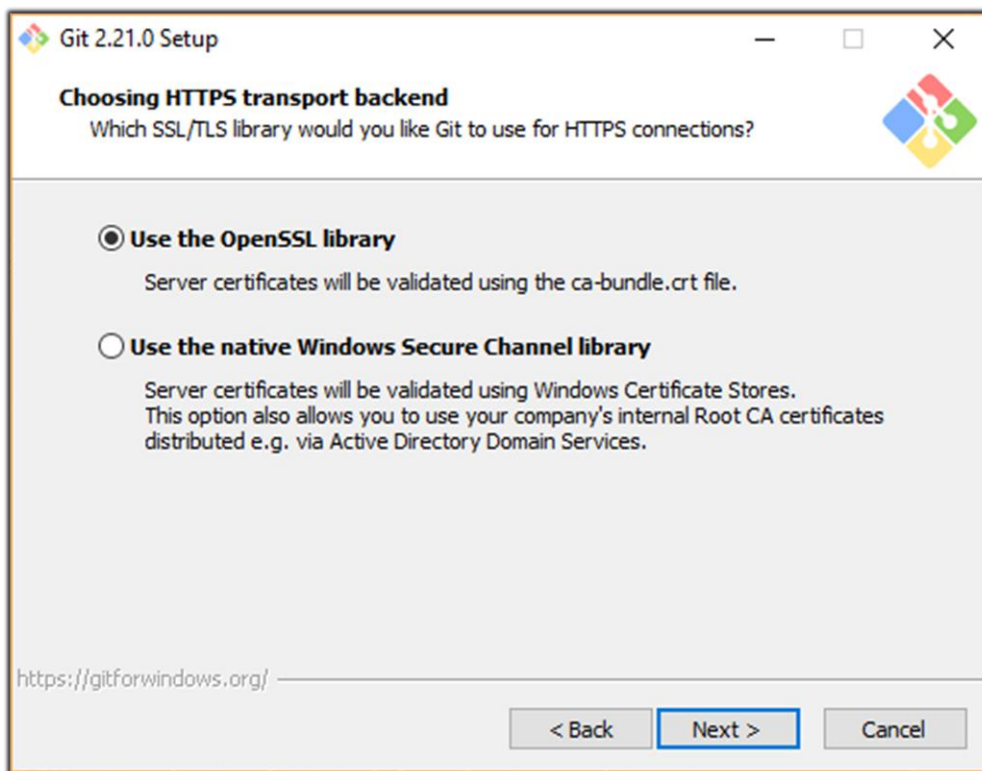 Git 2.21.0 Setup
Choosing HTTPS transport backend
Which SSL/TLS library would you like Git to use for HTTPS connections?
Use the OpenSSL library
Server certificates will be validated using the ca-bundle.crt file.
Use the native Windows Secure Channel library
Server certificates will be validated using Windows Certificate Stores.
This option also allows you to use your company's internal Root CA certificates
distributed e.g. via Active Directory Domain Services.
https://gitforwindows.org/
< Back Next > Cancel